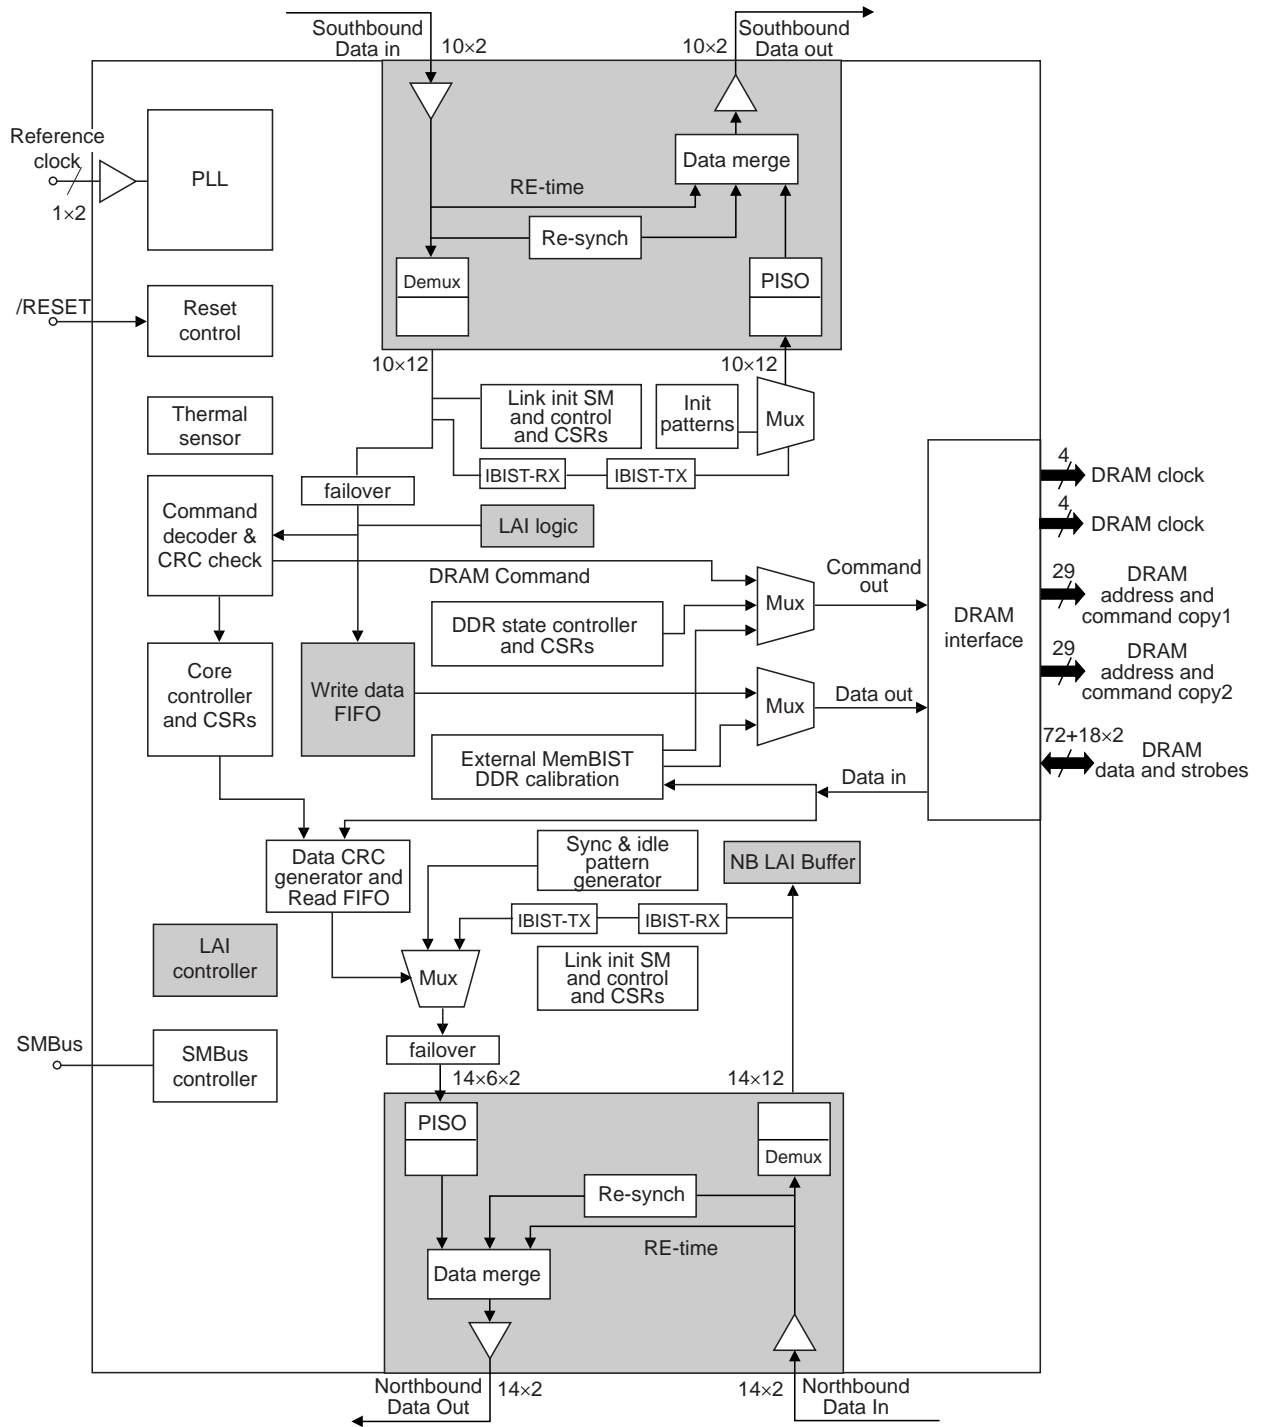 Southbound
Data in
10×2
10×2
Southbound
Data out
Reference
clock
1×2
PLL
Data merge
RE-time
Re-synch
Demux
PISO
/RESET
Reset
control
10×12
10×12
Thermal
sensor
Link init SM
and control
and CSRs
Init
patterns
Mux
IBIST-RX
IBIST-TX
failover
Command
decoder &
CRC check
LAI logic
DRAM Command
Mux
Command
out
DDR state controller
and CSRs
DRAM
interface
4
DRAM clock
4
DRAM clock
29
DRAM
address and
command copy1
29
DRAM
address and
command copy2
72+18×2
DRAM
data and strobes
Core
controller
and CSRs
Write data
FIFO
Mux
Data out
External MemBIST
DDR calibration
Data in
Data CRC
generator and
Read FIFO
Sync & idle
pattern
generator
NB LAI Buffer
IBIST-TX
IBIST-RX
LAI
controller
Mux
Link init SM
and control
and CSRs
SMBus
SMBus
controller
failover
14×6×2
14×12
PISO
Demux
Re-synch
RE-time
Data merge
Northbound
Data Out
14×2
14×2
Northbound
Data In